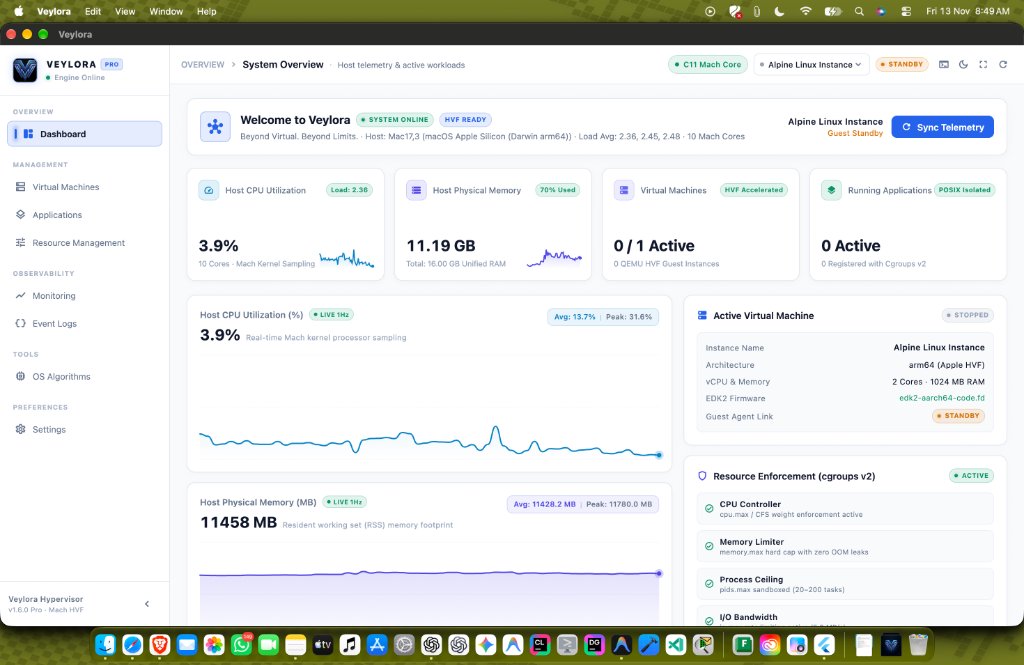 Veylora Edit View Window Help
Fri 13 Nov 8:49 AM
Veylora
VEYLORA PRO
Engine Online
OVERVIEW
Dashboard
MANAGEMENT
Virtual Machines
Applications
Resource Management
OBSERVABILITY
Monitoring
Event Logs
TOOLS
OS Algorithms
PREFERENCES
Settings
Veylora Hypervisor
v1.6.0 Pro · Mach HVF
OVERVIEW > System Overview · Host telemetry & active workloads
C11 Mach Core
Alpine Linux Instance
STANDBY
Welcome to Veylora SYSTEM ONLINE HVF READY
Beyond Virtual. Beyond Limits. · Host: Mac17,3 (macOS Apple Silicon (Darwin arm64)) · Load Avg: 2.36, 2.45, 2.48 · 10 Mach Cores
Alpine Linux Instance
Guest Standby
Sync Telemetry
Host CPU Utilization Load: 2.36
3.9%
10 Cores · Mach Kernel Sampling
Host Physical Memory 70% Used
11.19 GB
Total: 16.00 GB Unified RAM
Virtual Machines HVF Accelerated
0 / 1 Active
0 QEMU HVF Guest Instances
Running Applications POSIX Isolated
0 Active
0 Registered with Cgroups v2
Host CPU Utilization (%) LIVE 1Hz
Avg: 13.7% | Peak: 31.6%
3.9% Real-time Mach kernel processor sampling
Host Physical Memory (MB) LIVE 1Hz
Avg: 11428.2 MB | Peak: 11780.0 MB
11458 MB Resident working set (RSS) memory footprint
Active Virtual Machine STOPPED
Instance Name Alpine Linux Instance
Architecture arm64 (Apple HVF)
vCPU & Memory 2 Cores · 1024 MB RAM
EDK2 Firmware edk2-aarch64-code.fd
Guest Agent Link STANDBY
Resource Enforcement (cgroups v2) ACTIVE
CPU Controller
cpu.max / CFS weight enforcement active
Memory Limiter
memory.max hard cap with zero OOM leaks
Process Ceiling
pids.max sandboxed (20–200 tasks)
I/O Bandwidth
tv
CL
DG
F